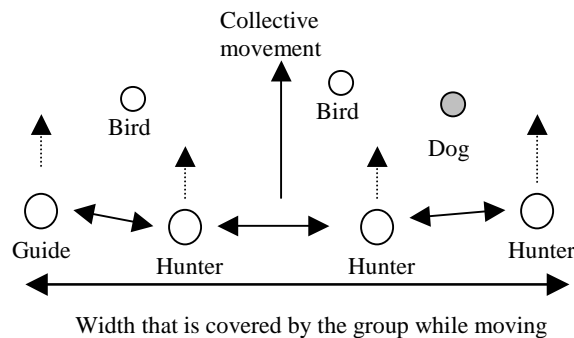 Collective
movement
Bird
Bird
Dog
Guide
Hunter
Hunter
Hunter
Width that is covered by the group while moving